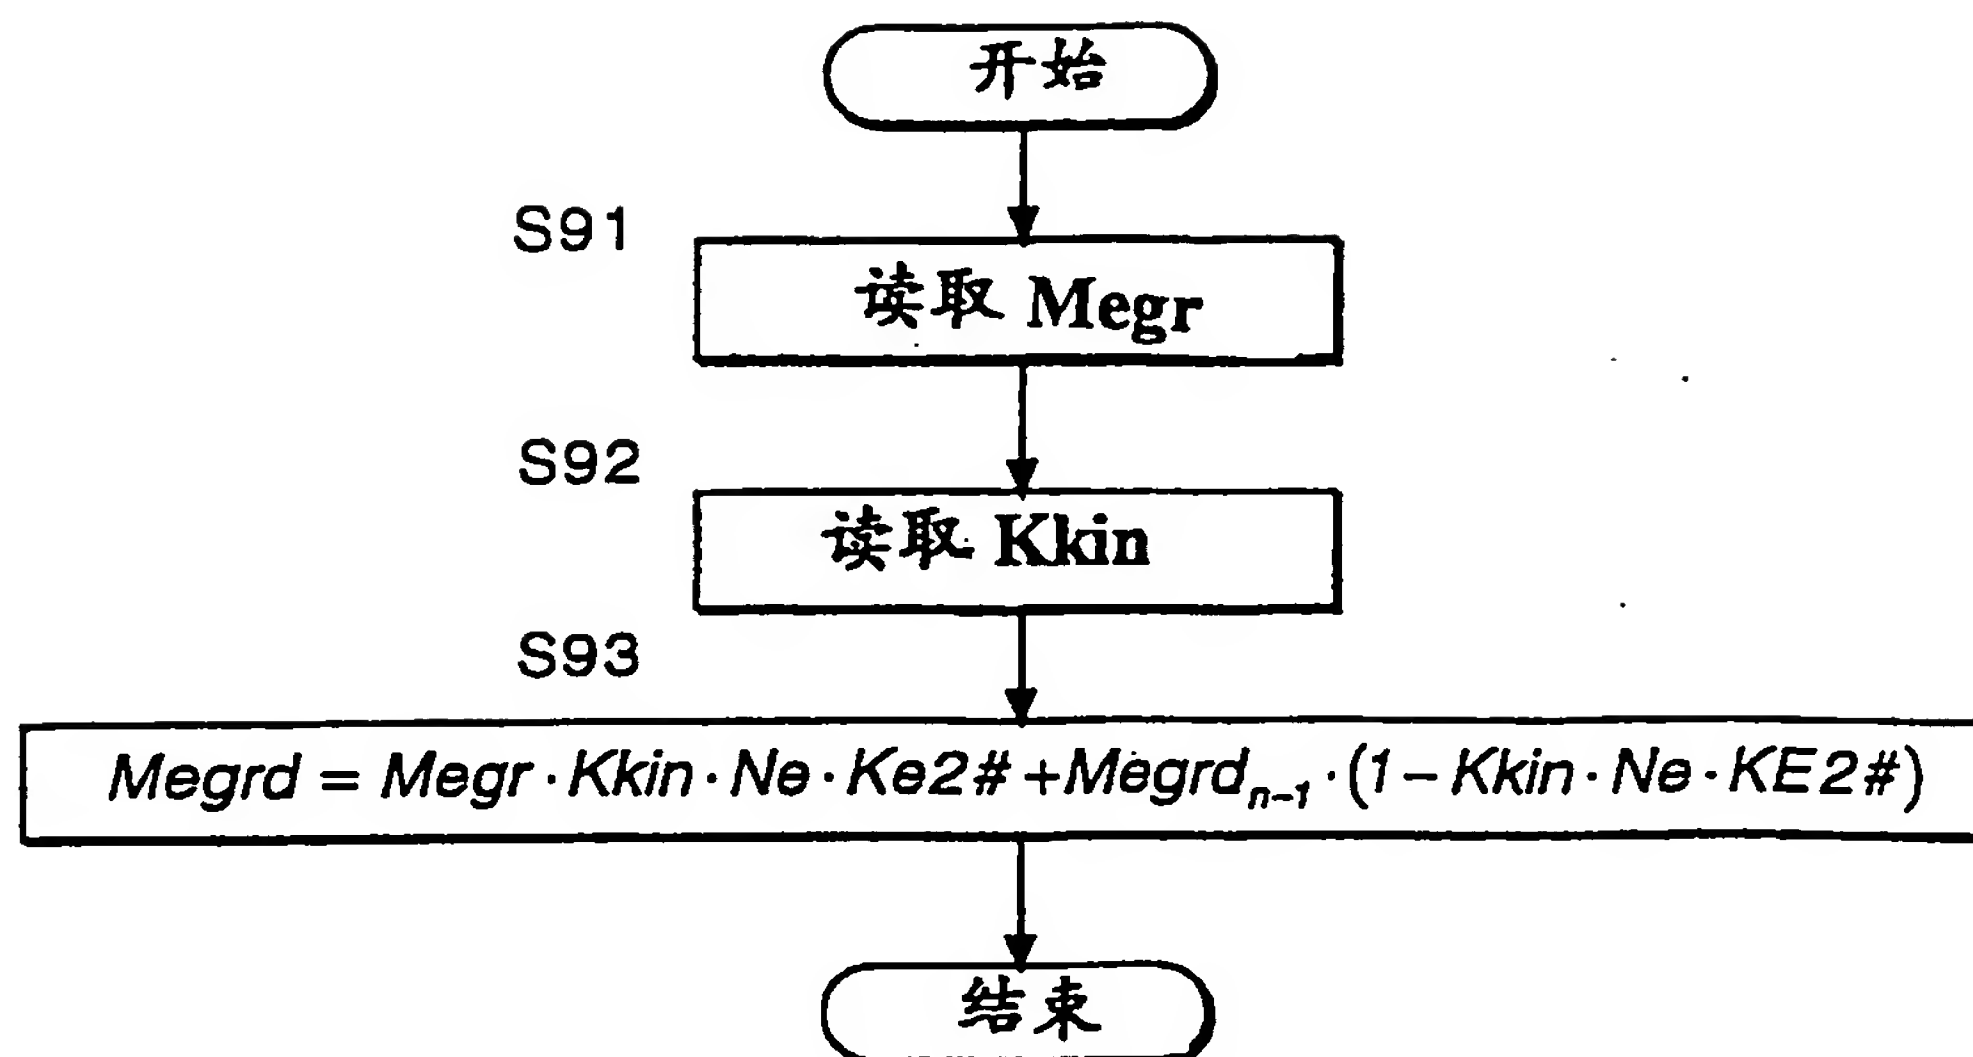 开始
S91
读取 Megr
S92
读取 Kkin
S93
Megrd = Megr·Kkin·Ne·Ke2#+Megrdₙ₋₁·(1-Kkin·Ne·KE2#)
结束